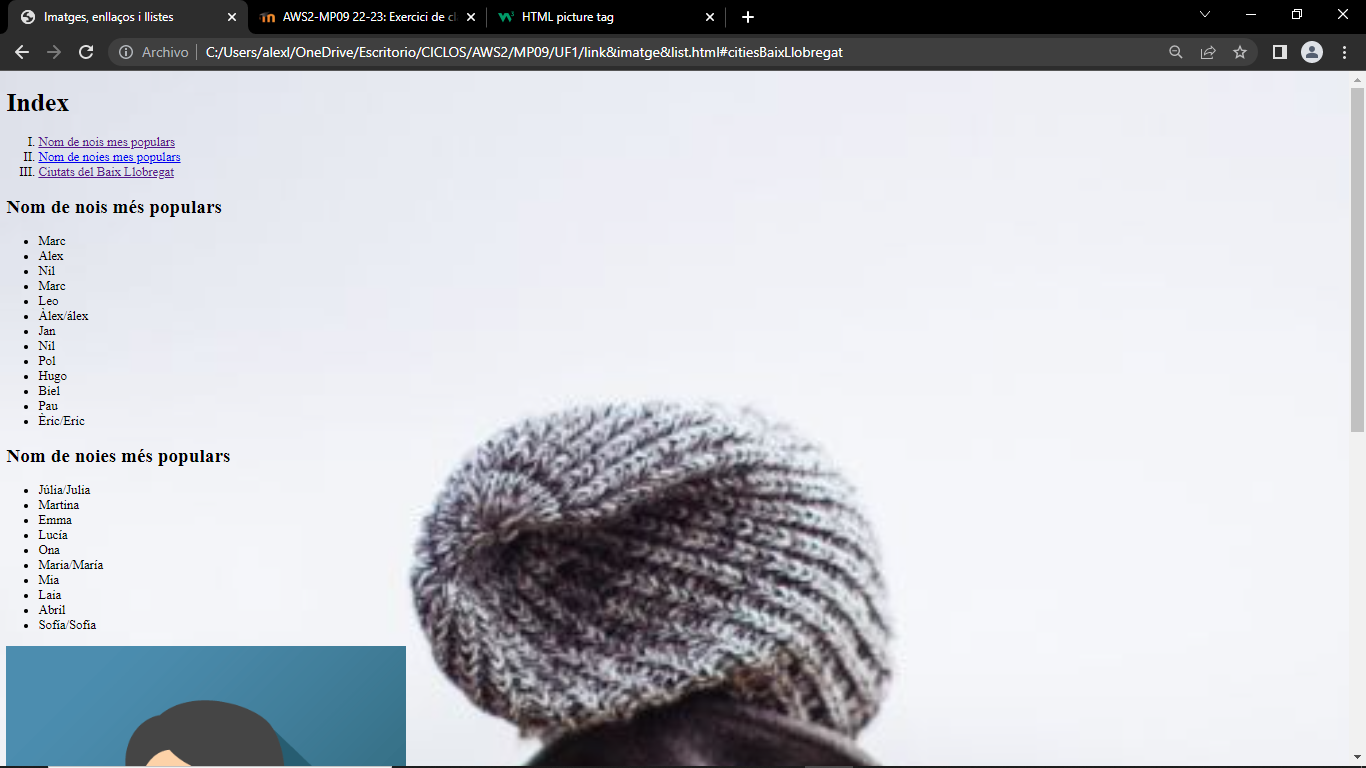 Imatges, enllaços i llistes
AWS2-MP09 22-23: Exercici de cl
HTML picture tag
Archivo
C:/Users/alexl/OneDrive/Escritorio/CICLOS/AWS2/MP09/UF1/link&imatge&list.html#citiesBaixLlobregat
Index
I. Nom de nois mes populars
II. Nom de noies mes populars
III. Ciutats del Baix Llobregat
Nom de nois més populars
Marc
Alex
Nil
Marc
Leo
Àlex/álex
Jan
Nil
Pol
Hugo
Biel
Pau
Èric/Eric
Nom de noies més populars
Júlia/Julia
Martina
Emma
Lucía
Ona
Maria/María
Mia
Laia
Abril
Sofía/Sofía